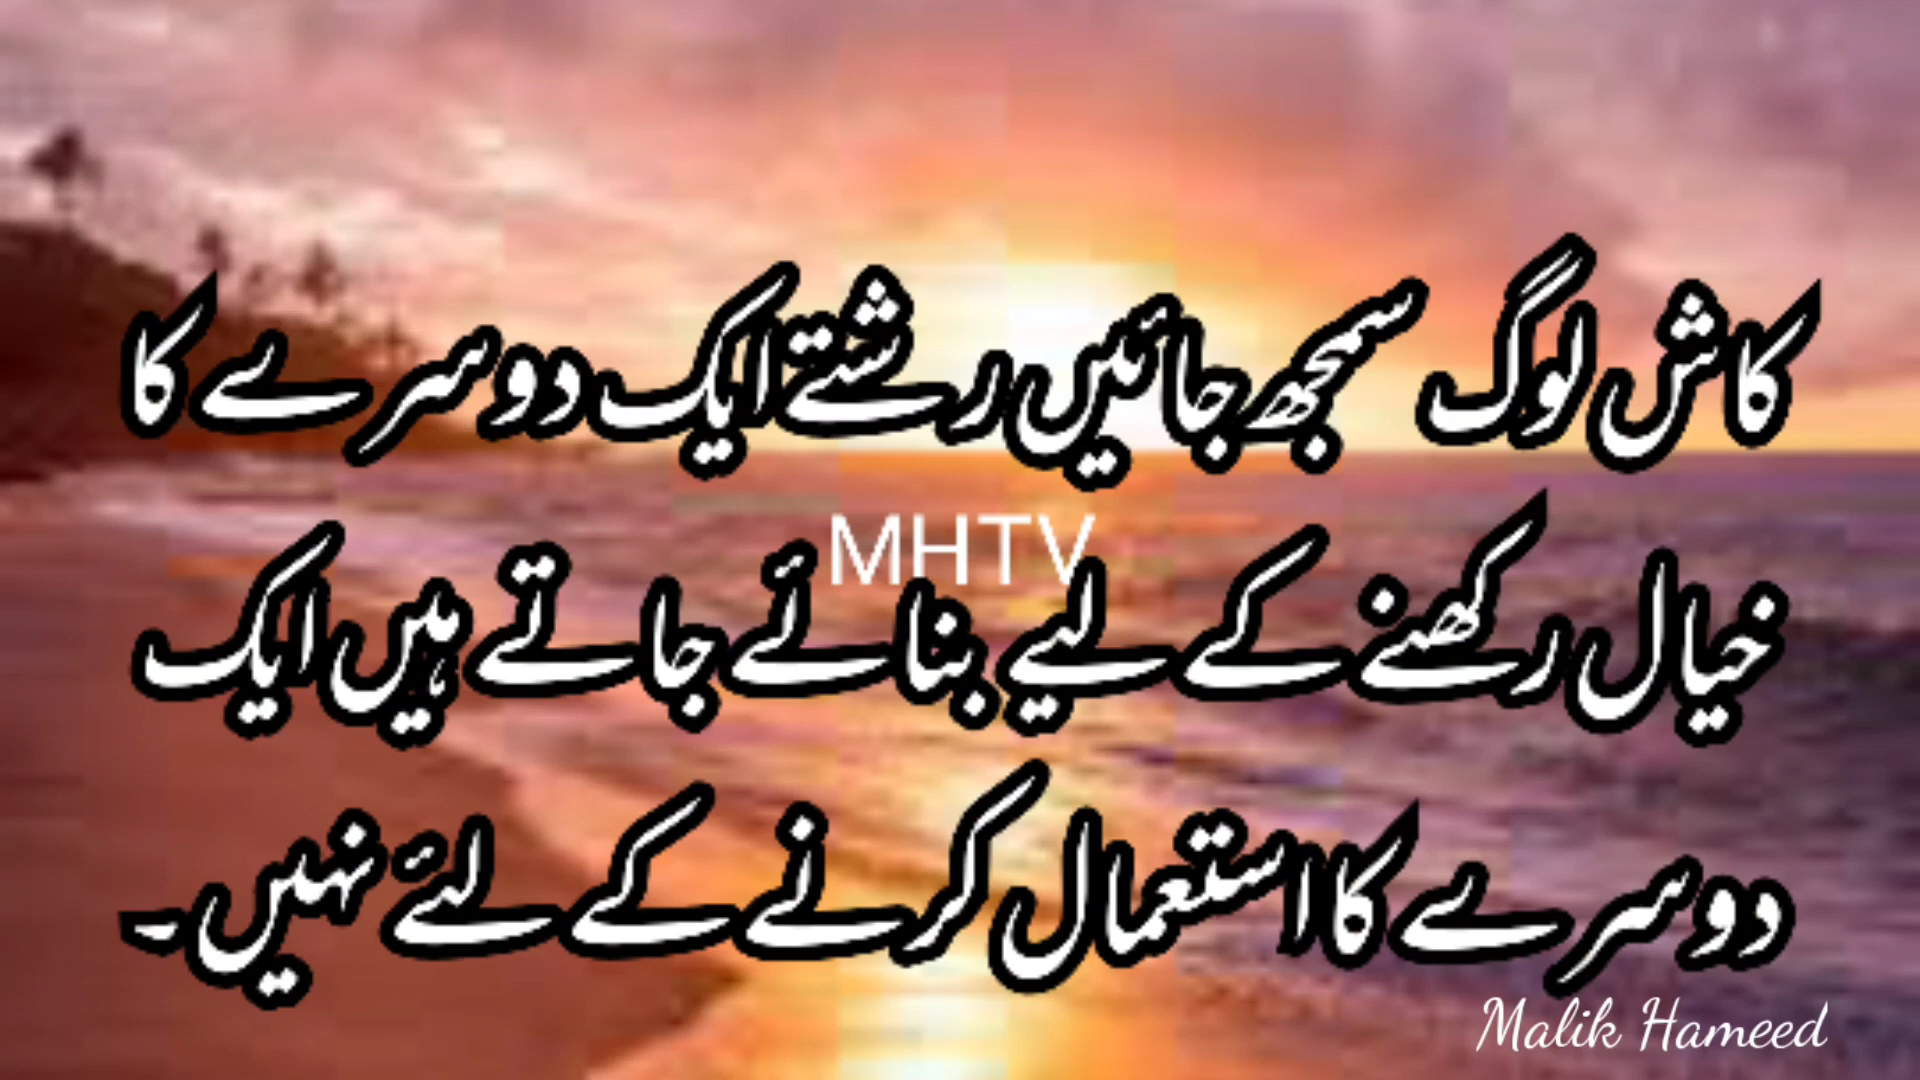 کاش لوگ سمجھ جائیں رشتے ایک دوسرے کا
MHTV
خیال رکھنے کے لیے بنائے جاتے ہیں ایک
دوسرے کا استعمال کرنے کے لئے نہیں۔
Malik Hameed